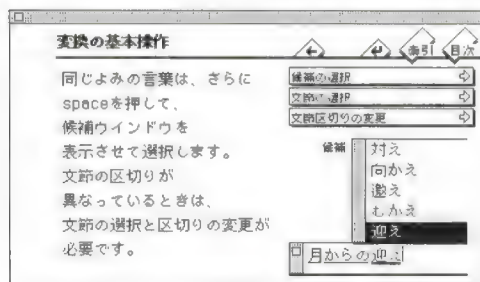 変換の基本操作
索引
目次
同じよみの言葉は、さらに
spaceを押して、
候補ウインドウを
表示させて選択します。
文節の区切りが
異なっているときは、
文節の選択と区切りの変更が
必要です。
候補の選択
文節の選択
文節区切りの変更
候補
対え
向かえ
邀え
むかえ
迎え
月からの迎え